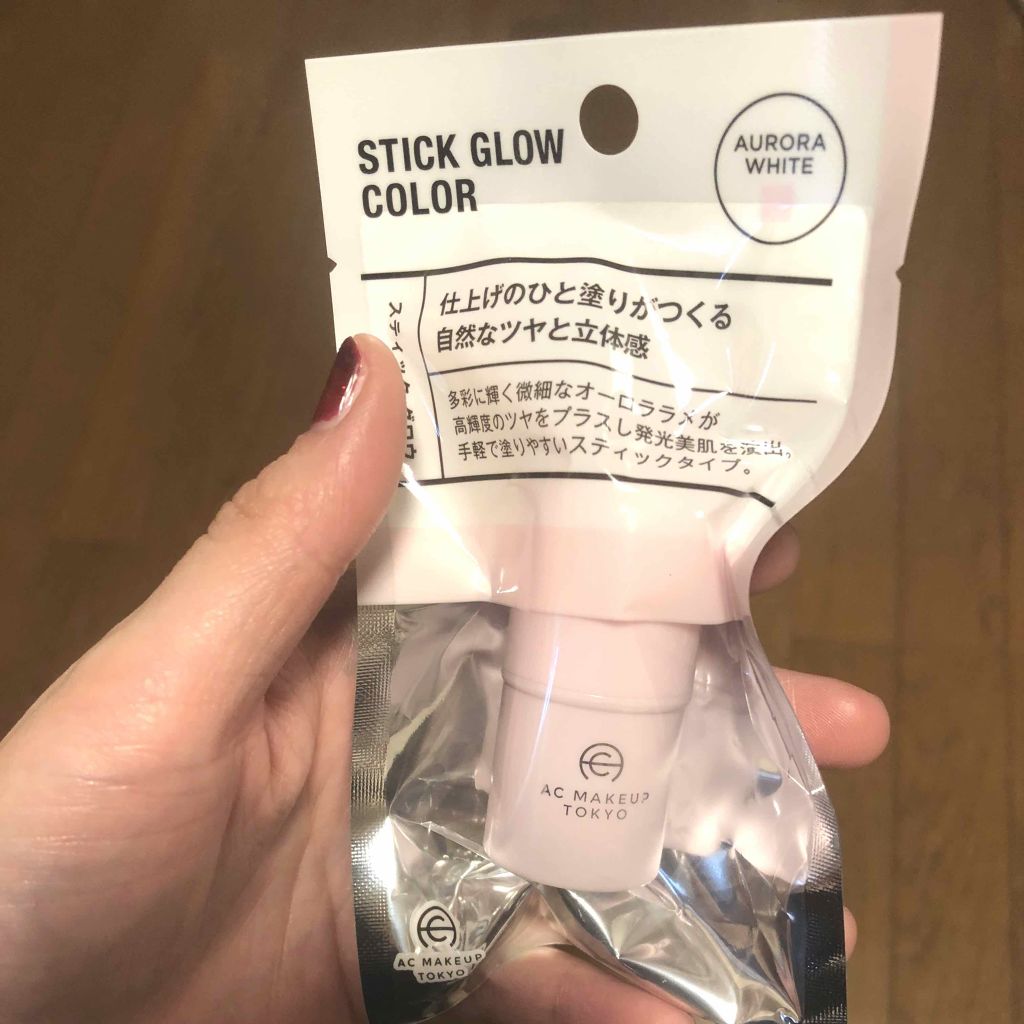 STICK GLOW
COLOR
AURORA
WHITE
仕上げのひと塗りがつくる
自然なツヤと立体感
多彩に輝く微細なオーロララメが
高輝度のツヤをプラスし発光美肌を演出。
手軽で塗りやすいスティックタイプ。
AC MAKEUP
TOKYO
AC MAKEUP
TOKYO